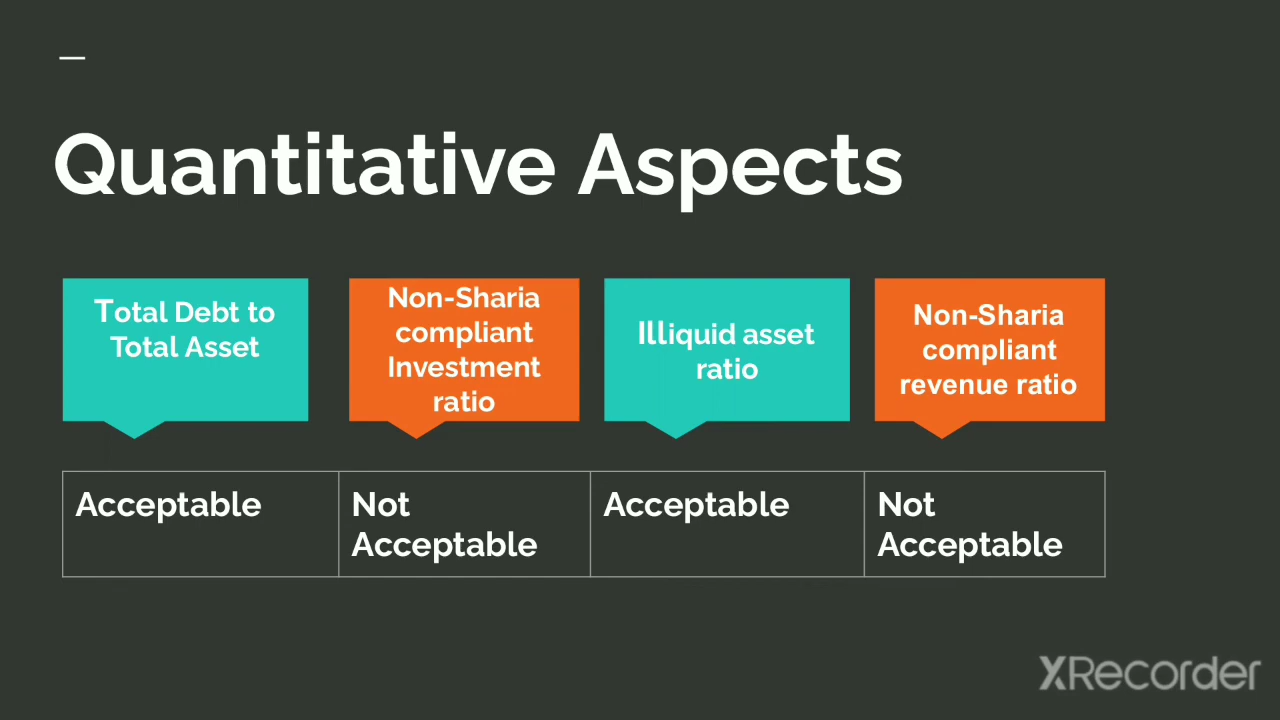 Quantitative Aspects
Total Debt to
Total Asset
Non-Sharia
compliant
Investment
ratio
Illiquid asset
ratio
Non-Sharia
compliant
revenue ratio
Acceptable
Not
Acceptable
Acceptable
Not
Acceptable
XRecorder